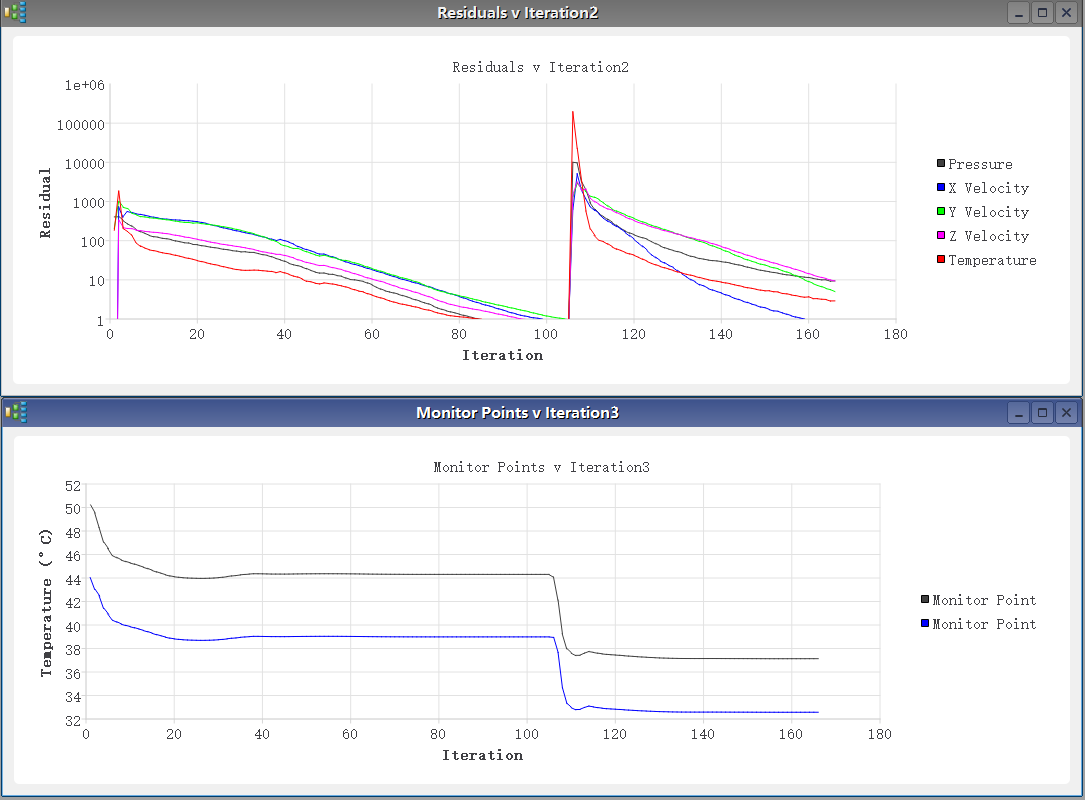 Residuals v Iteration2
Residuals v Iteration2
1e+06
100000
10000
1000
100
10
1
Residual
0 20 40 60 80 100 120 140 160 180
Iteration
Pressure
X Velocity
Y Velocity
Z Velocity
Temperature
Monitor Points v Iteration3
Monitor Points v Iteration3
52
50
48
46
44
42
40
38
36
34
32
Temperature (°C)
0 20 40 60 80 100 120 140 160 180
Iteration
Monitor Point
Monitor Point